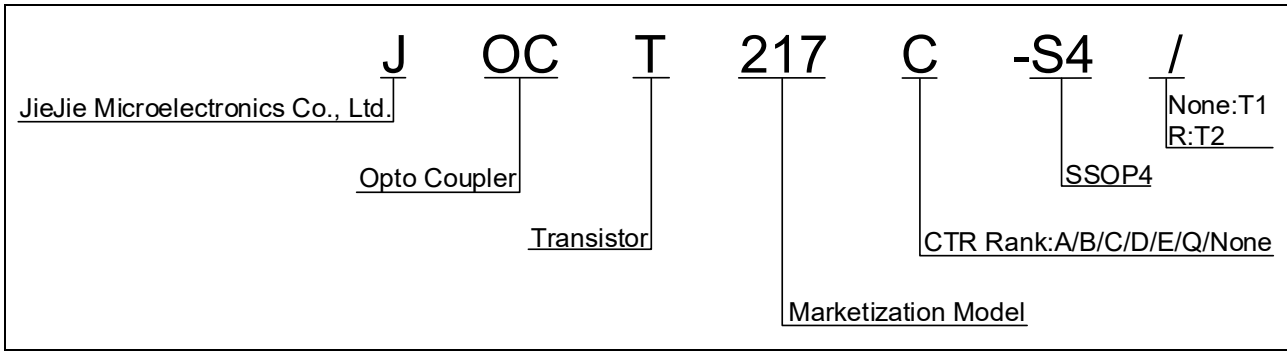 J OC T 217 C -S4 /
JieJie Microelectronics Co., Ltd.
None:T1
R:T2
Opto Coupler
SSOP4
Transistor
CTR Rank:A/B/C/D/E/Q/None
Marketization Model